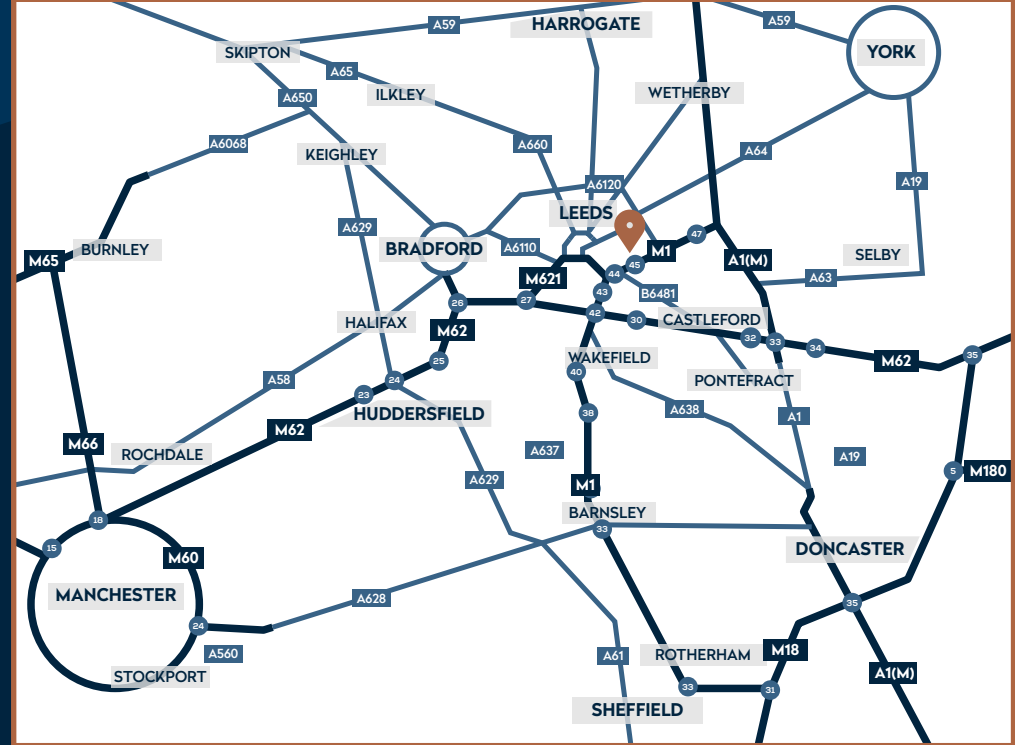 A59
HARROGATE
A59
SKIPTON
YORK
A65
ILKLEY
WETHERBY
A650
A6068
A660
A64
KEIGHLEY
A6120
A19
LEEDS
A629
47
BRADFORD
A6110
M1
BURNLEY
SELBY
M65
A1(M)
45
44
M621
A63
43
B6481
26
27
42
30
CASTLEFORD
HALIFAX
M62
32
33
34
35
WAKEFIELD
25
M62
40
A58
24
PONTEFRACT
23
HUDDERSFIELD
38
A638
A1
M62
M66
A637
ROCHDALE
A19
5
M180
A629
M1
BARNSLEY
18
33
15
DONCASTER
M60
MANCHESTER
A628
35
24
A560
A61
ROTHERHAM
M18
STOCKPORT
A1(M)
33
31
SHEFFIELD